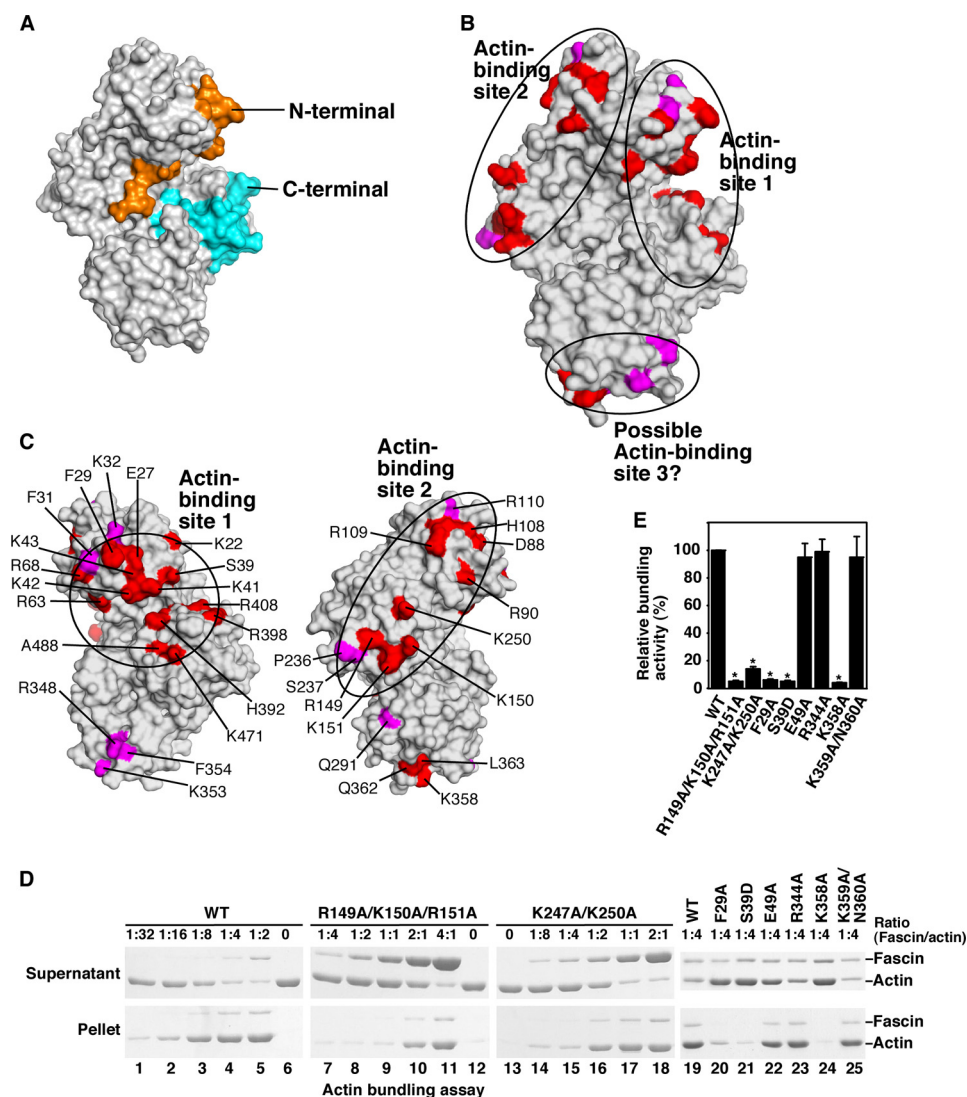 A
N-terminal
C-terminal
B
Actin-
binding
site 2
Actin-
binding
site 1
Possible
Actin-binding
site 3?
C
K32
F29
E27
F31
K43
R68
K42
R63
A488
R348
Actin-
binding
site 1
K22
S39
K41
R408
R398
H392
K471
F354
K353
Actin-
binding
site 2
R110
H108
R109
D88
R90
K250
P236
S237
R149
K151
K150
Q291
L363
Q362
K358
E
Relative bundling
activity (%)
100
80
60
40
20
0
* * * * *
WT
R149A/K150A/R151A
K247A/K250A
F29A
S39D
E49A
R344A
K358A
K359A/N360A
D
WT R149A/K150A/R151A K247A/K250A WT F29A S39D E49A R344A K358A K359A/
N360A
1:32 1:16 1:8 1:4 1:2 0 1:4 1:2 1:1 2:1 4:1 0 0 1:8 1:4 1:2 1:1 2:1 1:4 1:4 1:4 1:4 1:4 1:4 1:4
Ratio
(Fascin/actin)
Supernatant
–Fascin
–Actin
Pellet
–Fascin
–Actin
1 2 3 4 5 6 7 8 9 10 11 12 13 14 15 16 17 18 19 20 21 22 23 24 25
Actin bundling assay